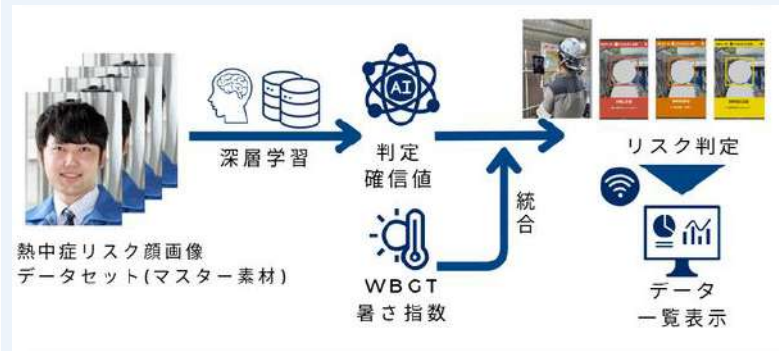 AI
深層学習
判定
確信値
統合
リスク判定
熱中症リスク顔画像
データセット(マスター素材)
WBGT
暑さ指数
データ
一覧表示